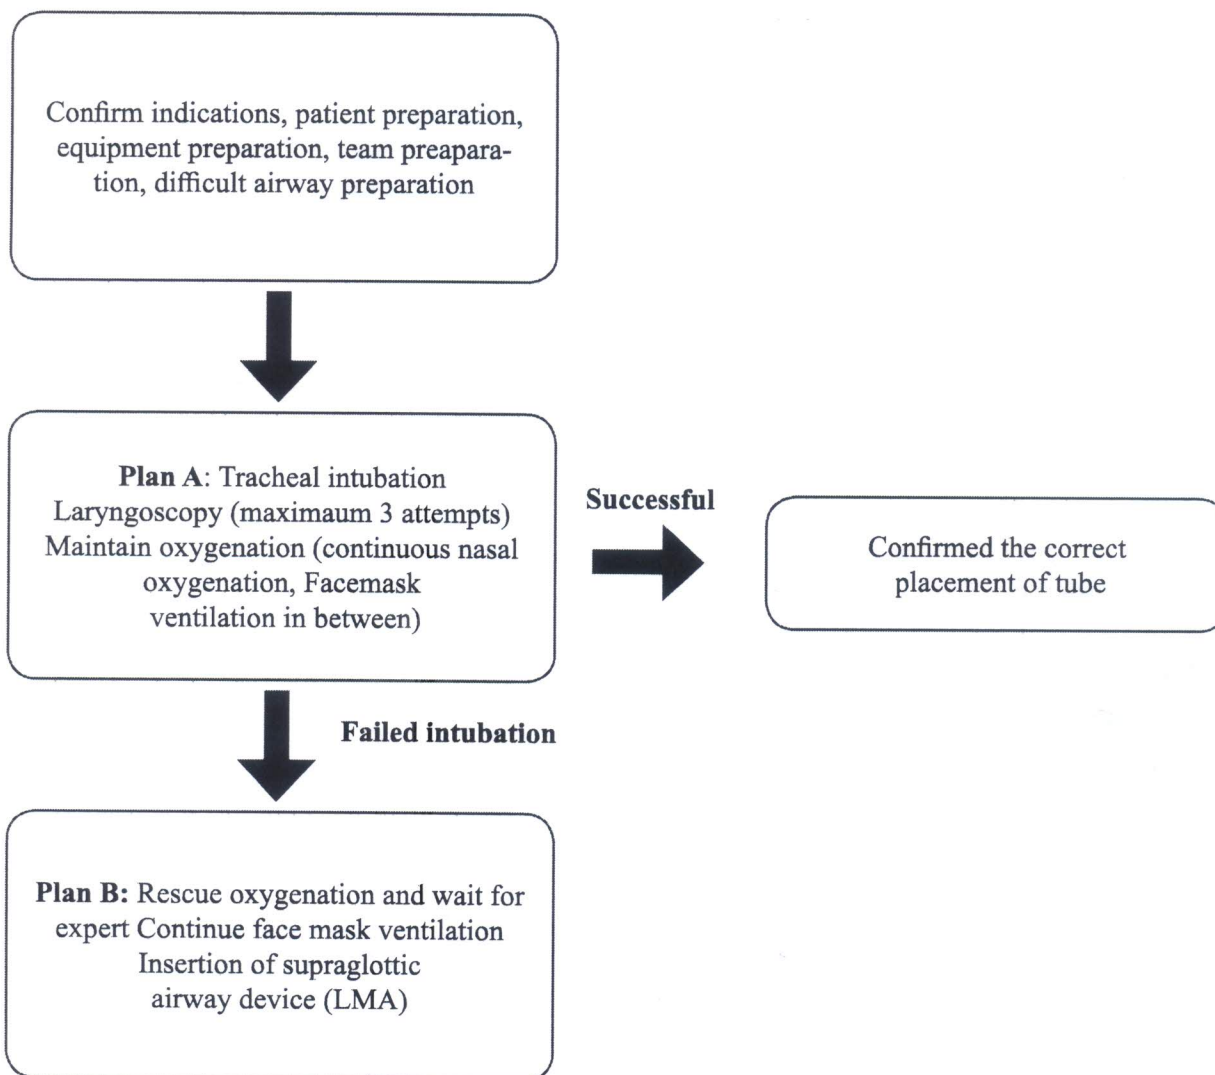 Confirm indications, patient preparation,
equipment preparation, team preapara-
tion, difficult airway preparation
Plan A: Tracheal intubation
Laryngoscopy (maximaum 3 attempts)
Maintain oxygenation (continuous nasal
oxygenation, Facemask
ventilation in between)
Successful
Confirmed the correct
placement of tube
Failed intubation
Plan B: Rescue oxygenation and wait for
expert Continue face mask ventilation
Insertion of supraglottic
airway device (LMA)